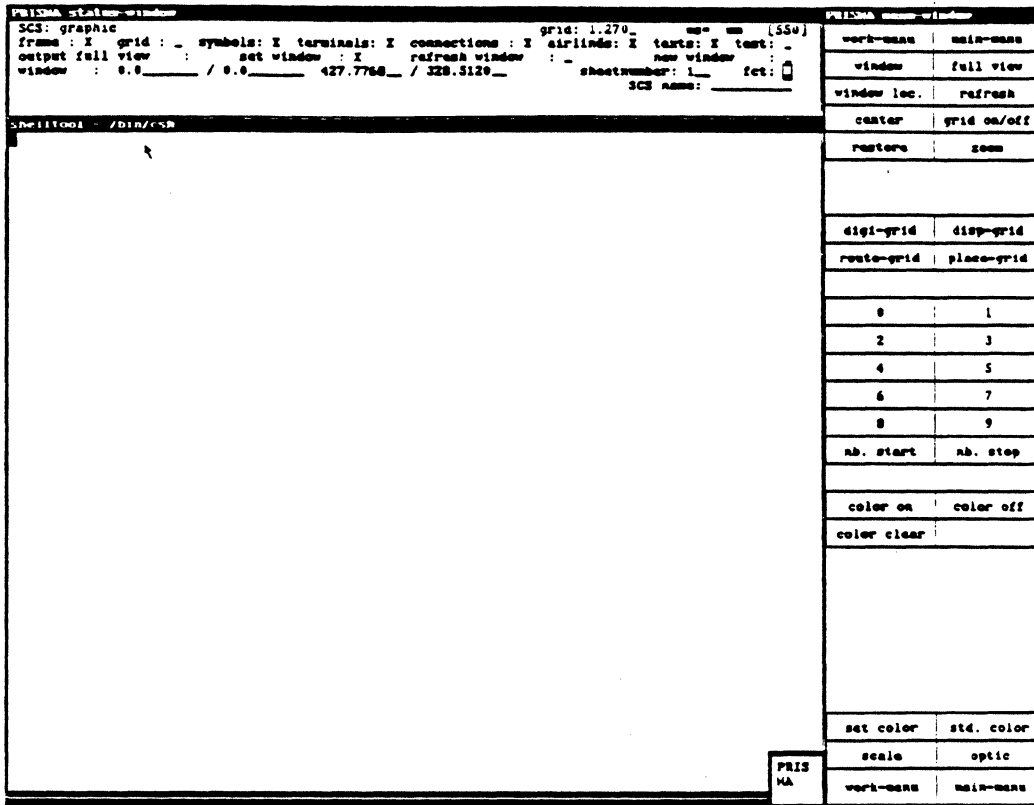 PRISMA status-window
SCS: graphic grid: 1.270_ ms= mm [SSW]
frame : X grid : _ symbols: X terminals: X connections : X airlinds: X texts: X test: _
output full view : set window : X refresh window : _ new window :
window : 0.0_______ / 0.0_______ 427.7768__ / 328.5120__ sheetnumber: 1__ fct:
SCS name: __________
shelltool - /bin/csh
PRISMA menu-window
work-menu main-menu
window full view
window loc. refresh
center grid on/off
restore zoom
digi-grid disp-grid
route-grid place-grid
0 1
2 3
4 5
6 7
8 9
nb. start nb. stop
color on color off
color clear
set color std. color
scale optic
work-menu main-menu
PRIS
MA